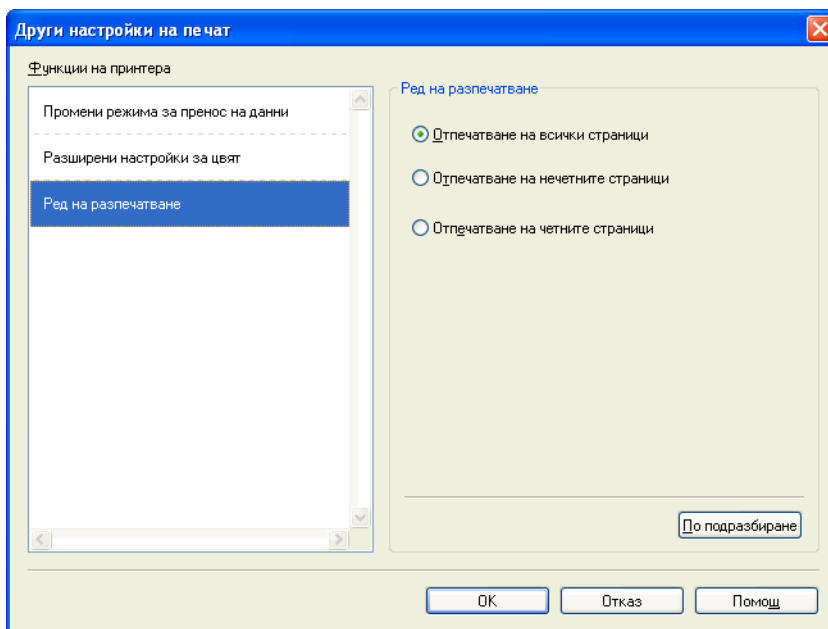 Други настройки на печат
Функции на принтера
Промени режима за пренос на данни
Разширени настройки за цвят
Ред на разпечатване
Ред на разпечатване
Отпечатване на всички страници
Отпечатване на нечетните страници
Отпечатване на четните страници
По подразбиране
OK
Отказ
Помощ